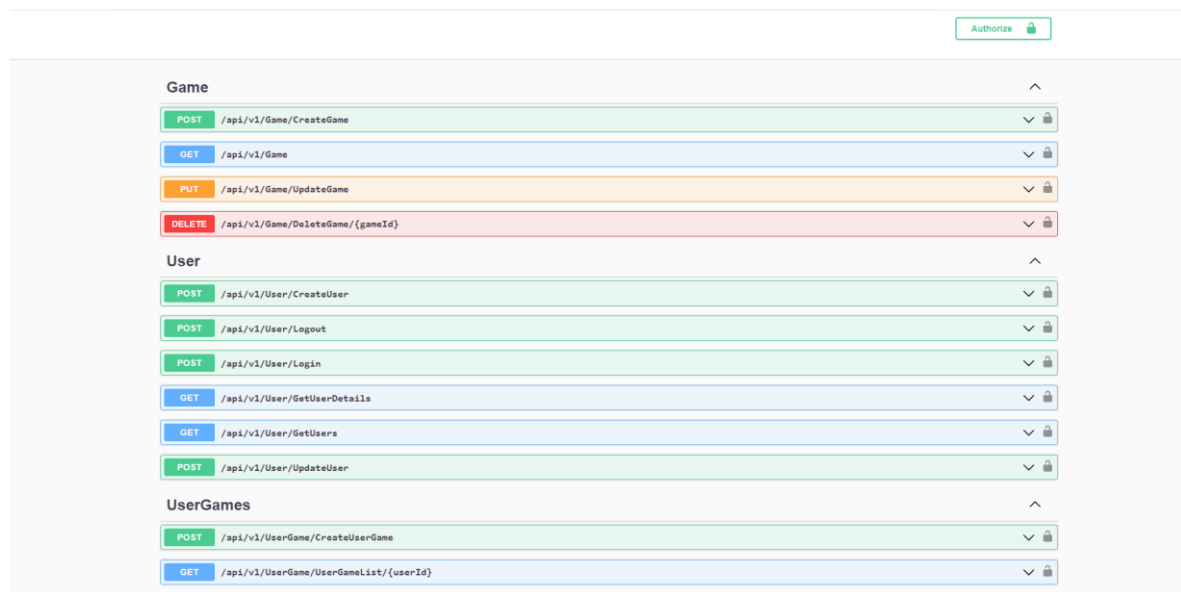 Authorize
Game
POST /api/v1/Game/CreateGame
GET /api/v1/Game
PUT /api/v1/Game/UpdateGame
DELETE /api/v1/Game/DeleteGame/{gameId}
User
POST /api/v1/User/CreateUser
POST /api/v1/User/Logout
POST /api/v1/User/Login
GET /api/v1/User/GetUserDetails
GET /api/v1/User/GetUsers
POST /api/v1/User/UpdateUser
UserGames
POST /api/v1/UserGame/CreateUserGame
GET /api/v1/UserGame/UserGameList/{userId}